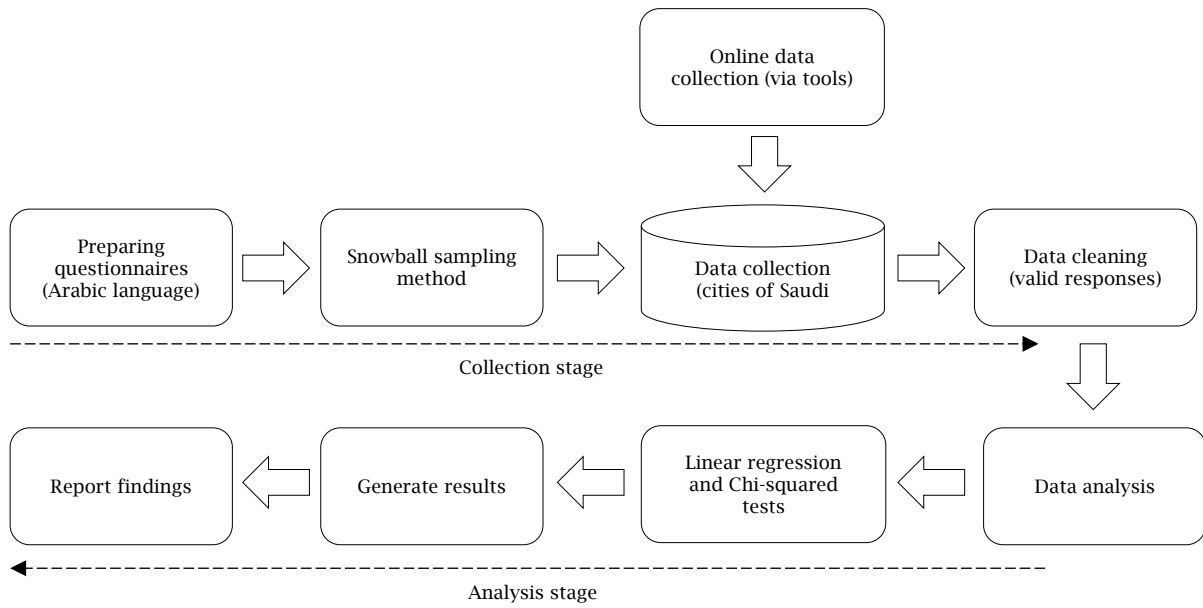 Online data
collection (via tools)
Preparing
questionnaires
(Arabic language)
Snowball sampling
method
Data collection
(cities of Saudi
Data cleaning
(valid responses)
Collection stage
Report findings
Generate results
Linear regression
and Chi-squared
tests
Data analysis
Analysis stage